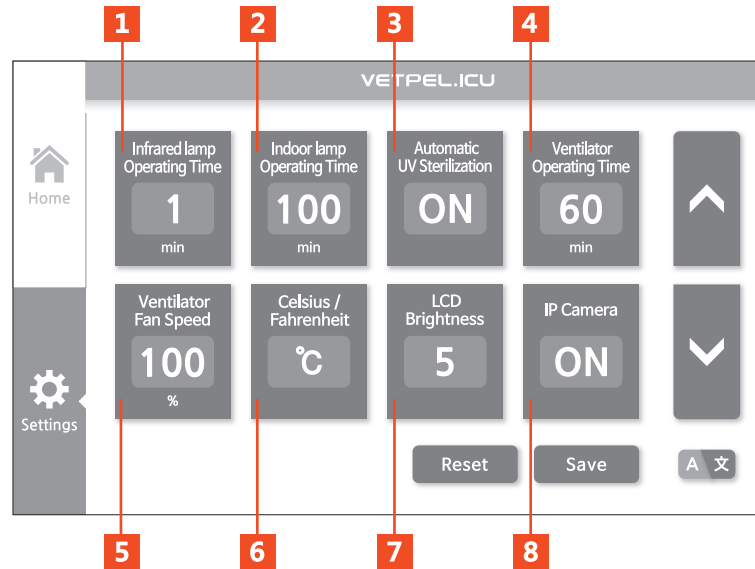 1
2
3
4
VETPEL.ICU
Home
Infrared lamp
Operating Time
1
min
Indoor lamp
Operating Time
100
min
Automatic
UV Sterilization
ON
Ventilator
Operating Time
60
min
Settings
Ventilator
Fan Speed
100
%
Celsius /
Fahrenheit
℃
LCD
Brightness
5
IP Camera
ON
Reset
Save
A 文
5
6
7
8